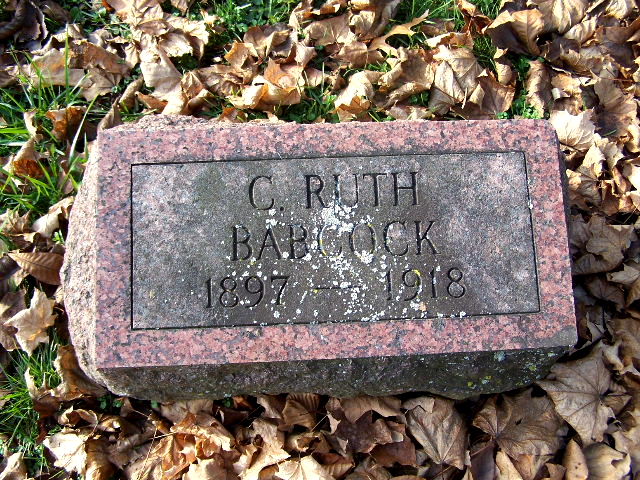 C. RUTH
BABCOCK
1897 — 1918